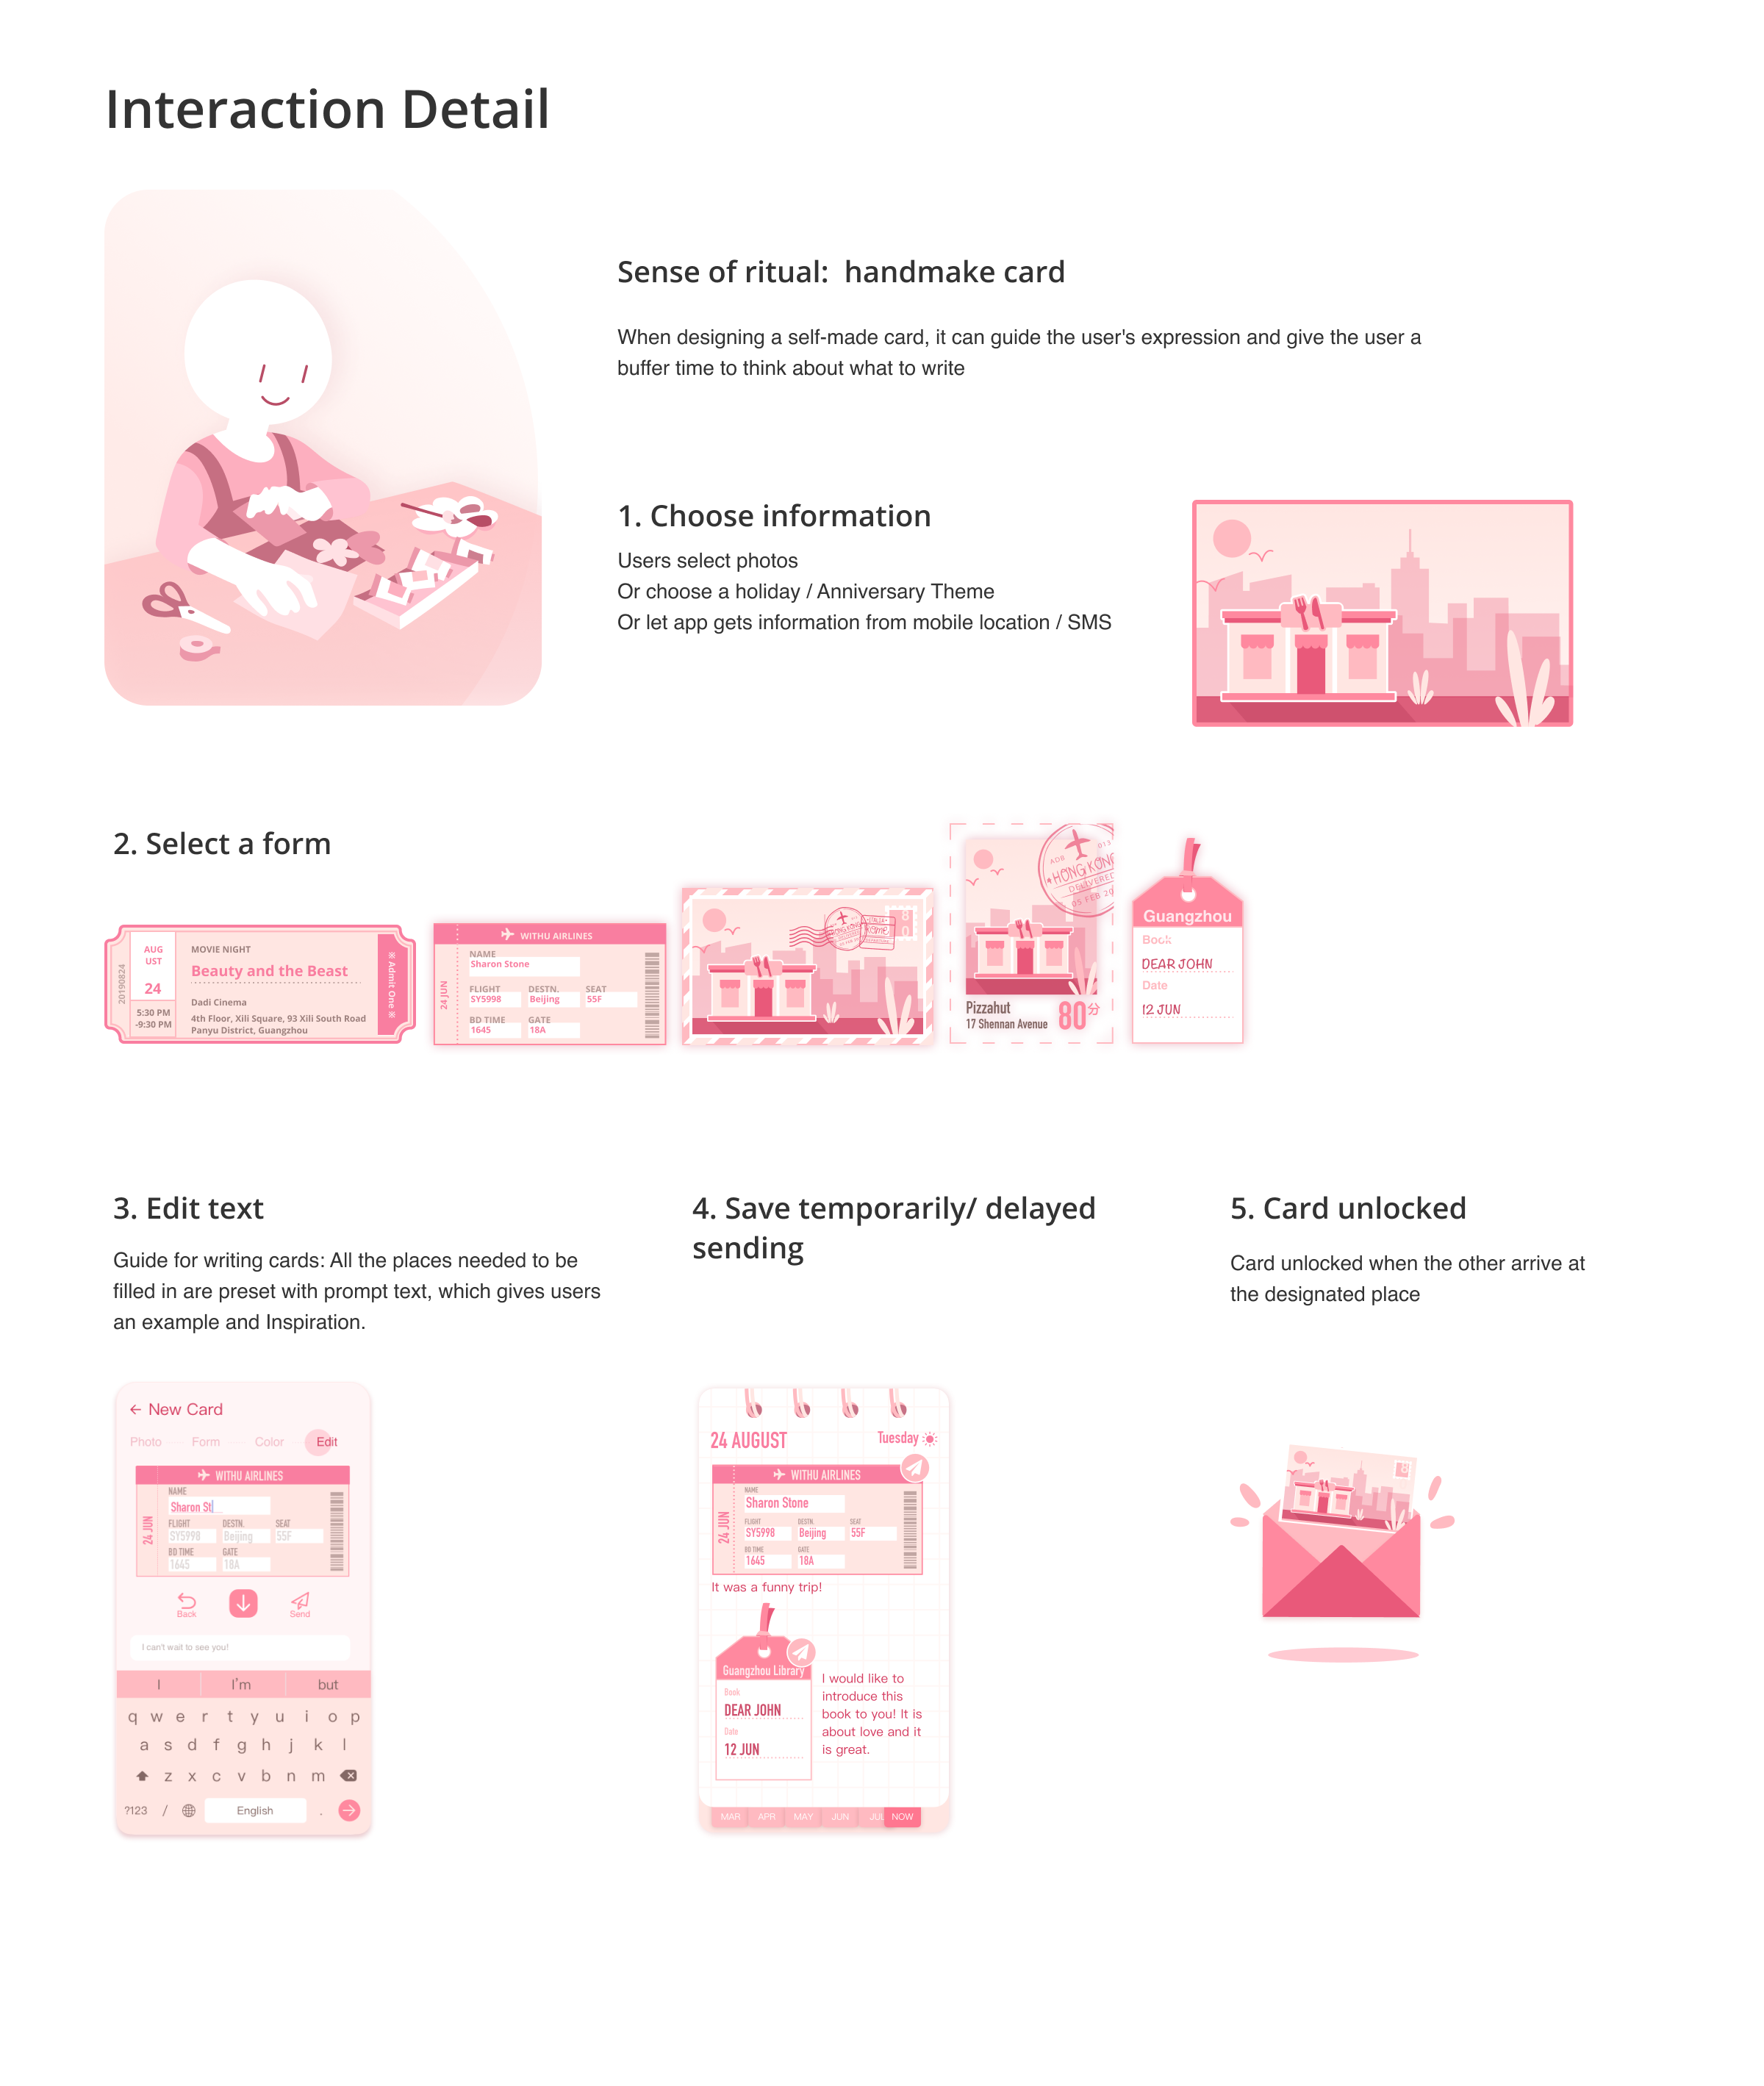 Interaction Detail
Sense of ritual:  handmake card
When designing a self-made card, it can guide the user's expression and give the user a
buffer time to think about what to write
1. Choose information
Users select photos
Or choose a holiday / Anniversary Theme
Or let app gets information from mobile location / SMS
2. Select a form
20190824
AUG
UST
24
5:30 PM
-9:30 PM
MOVIE NIGHT
Beauty and the Beast
Dadi Cinema
4th Floor, Xili Square, 93 Xili South Road
Panyu District, Guangzhou
※ Admit One ※
WITHU AIRLINES
24 JUN
NAME
Sharon Stone
FLIGHT DESTN. SEAT
SY5998 Beijing 55F
BD TIME GATE
1645 18A
HONG KONG
80
ADR
HONG KONG
DELIVERED
05 FEB 20
Pizzahut
17 Shennan Avenue
80分
Guangzhou
Book
DEAR JOHN
Date
12 JUN
3. Edit text
Guide for writing cards: All the places needed to be
filled in are preset with prompt text, which gives users
an example and Inspiration.
← New Card
Photo Form Color Edit
WITHU AIRLINES
24 JUN
NAME
Sharon St
FLIGHT DESTN. SEAT
SY5998 Beijing 55F
BD TIME GATE
1645 18A
Back Send
I can't wait to see you!
I I'm but
q w e r t y u i o p
a s d f g h j k l
z x c v b n m
?123 / English .
4. Save temporarily/ delayed
sending
24 AUGUST Tuesday
WITHU AIRLINES
24 JUN
NAME
Sharon Stone
FLIGHT DESTN. SEAT
SY5998 Beijing 55F
BD TIME GATE
1645 18A
It was a funny trip!
Guangzhou Library
Book
DEAR JOHN
Date
12 JUN
I would like to
introduce this
book to you! It is
about love and it
is great.
MAR APR MAY JUN JUL NOW
5. Card unlocked
Card unlocked when the other arrive at
the designated place